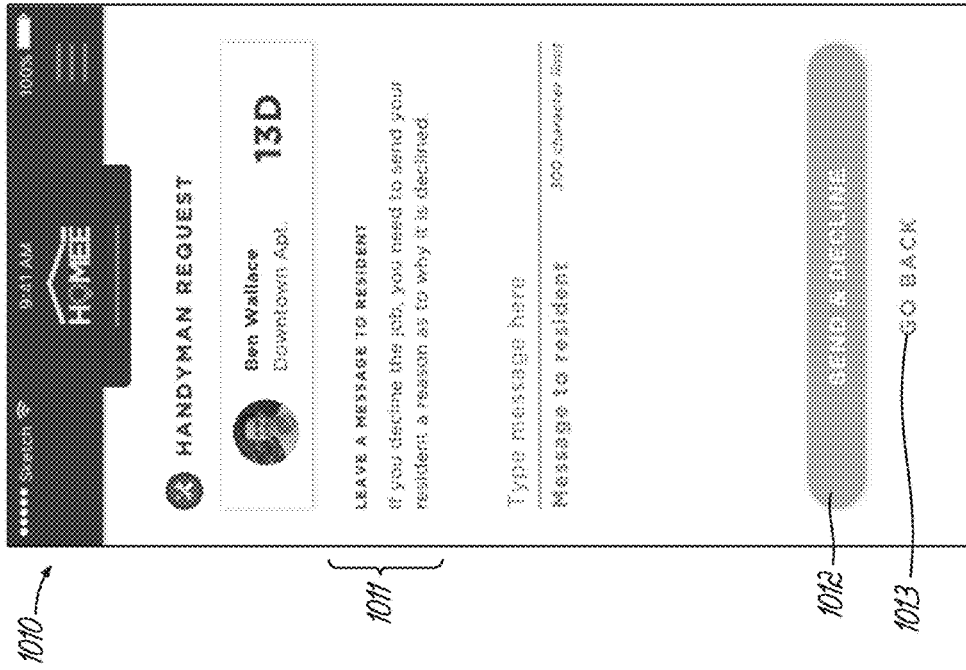 Sketch 9:41 AM 100%
HOMEE
HANDYMAN REQUEST
Ben Wallace
Downtown Apt.
13D
LEAVE A MESSAGE TO RESIDENT
If you decline the job, you need to send your
resident a reason as to why it is declined.
Type message here
Message to resident 300 character limit
SEND & DECLINE
GO BACK
1010
1011
1012
1013